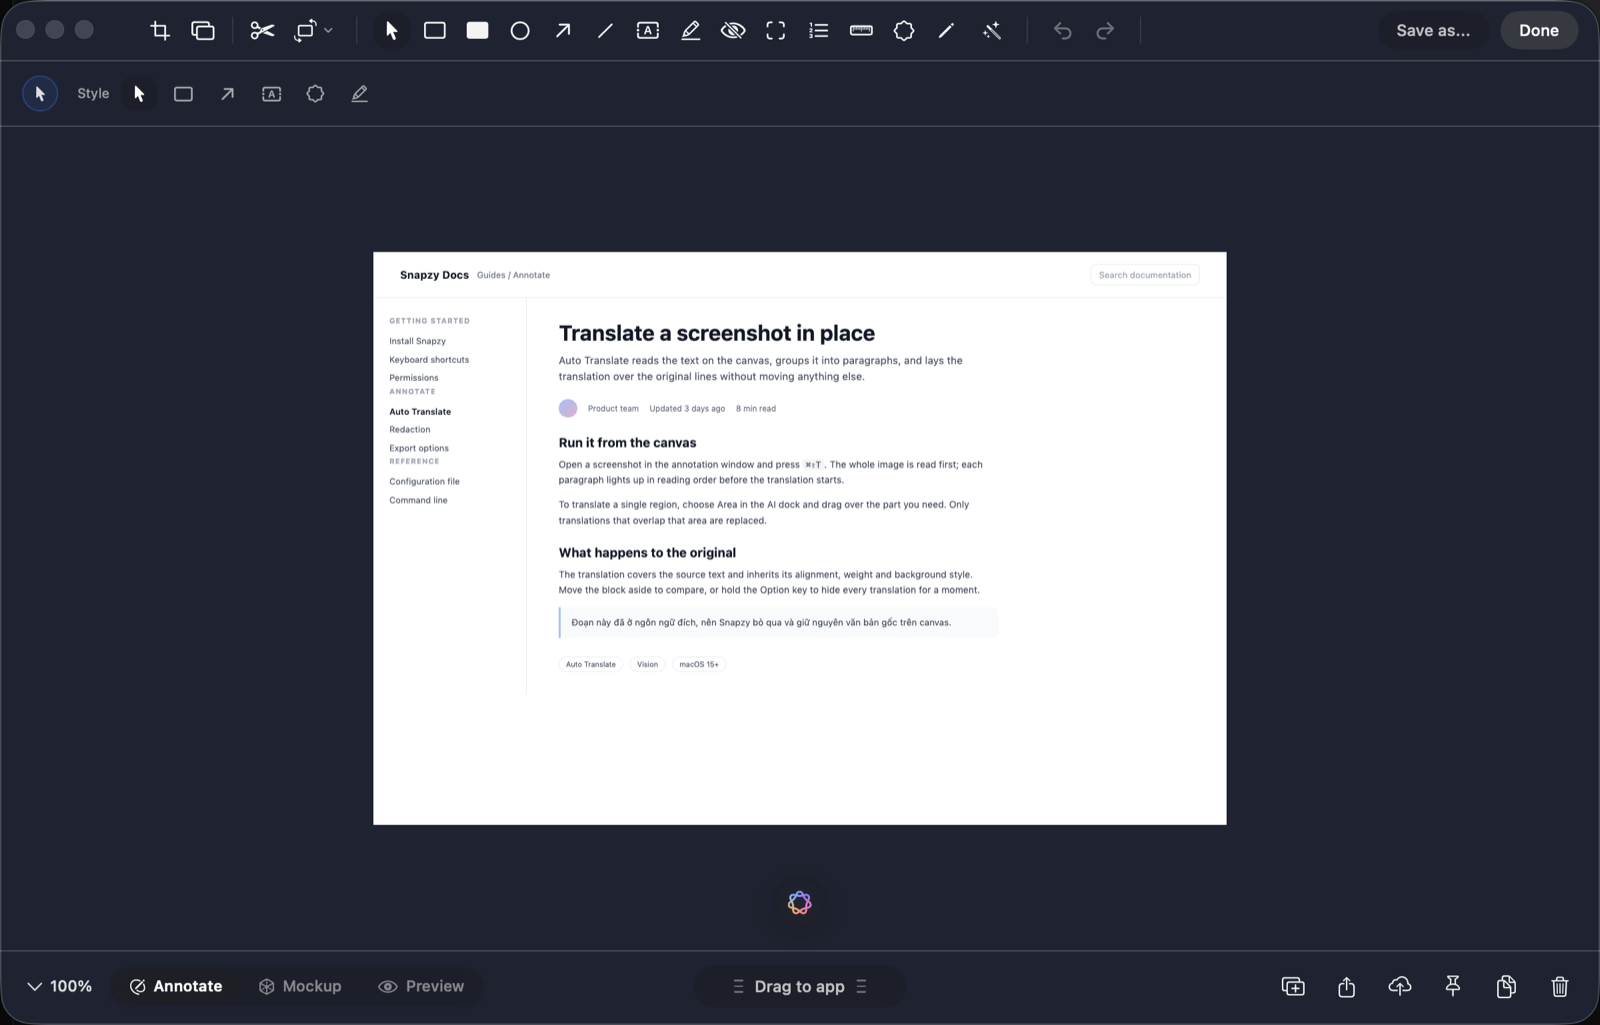 Save as...
Done
Style
Snapzy Docs
Guides / Annotate
Search documentation
GETTING STARTED
Install Snapzy
Keyboard shortcuts
Permissions
ANNOTATE
Auto Translate
Redaction
Export options
REFERENCE
Configuration file
Command line
Translate a screenshot in place
Auto Translate reads the text on the canvas, groups it into paragraphs, and lays the
translation over the original lines without moving anything else.
Product team Updated 3 days ago 8 min read
Run it from the canvas
Open a screenshot in the annotation window and press ⌘⇧T. The whole image is read first; each
paragraph lights up in reading order before the translation starts.
To translate a single region, choose Area in the AI dock and drag over the part you need. Only
translations that overlap that area are replaced.
What happens to the original
The translation covers the source text and inherits its alignment, weight and background style.
Move the block aside to compare, or hold the Option key to hide every translation for a moment.
Đoạn này đã ở ngôn ngữ đích, nên Snapzy bỏ qua và giữ nguyên văn bản gốc trên canvas.
Auto Translate
Vision
macOS 15+
100%
Annotate
Mockup
Preview
Drag to app